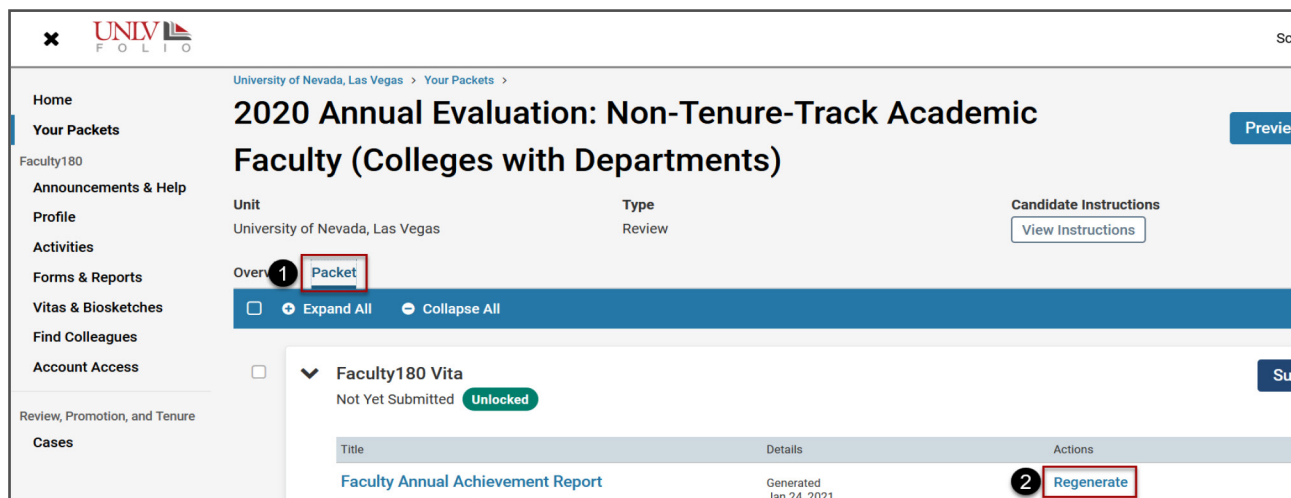 UNLV
FOLIO
Sc
University of Nevada, Las Vegas > Your Packets >
2020 Annual Evaluation: Non-Tenure-Track Academic
Faculty (Colleges with Departments)
Previe
Home
Your Packets
Faculty180
Announcements & Help
Profile
Activities
Forms & Reports
Vitas & Biosketches
Find Colleagues
Account Access
Review, Promotion, and Tenure
Cases
Unit
University of Nevada, Las Vegas
Type
Review
Candidate Instructions
View Instructions
Overv 1 Packet
Expand All Collapse All
Faculty180 Vita
Not Yet Submitted Unlocked
Su
Title Details Actions
Faculty Annual Achievement Report
Generated
Jan 24, 2021
2 Regenerate